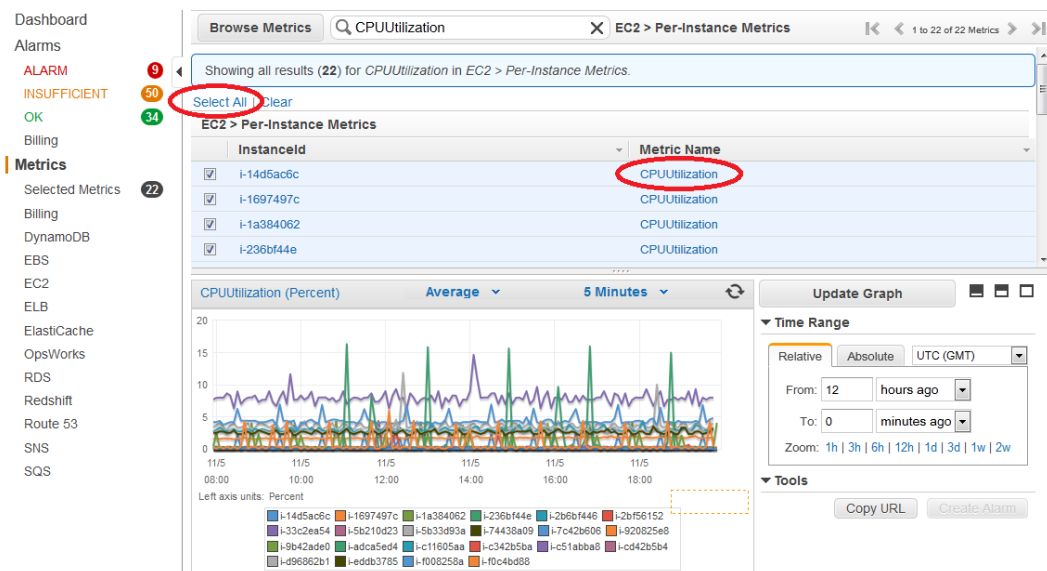 Dashboard
Alarms
ALARM 9
INSUFFICIENT 50
OK 34
Billing
Metrics
Selected Metrics 22
Billing
DynamoDB
EBS
EC2
ELB
ElastiCache
OpsWorks
RDS
Redshift
Route 53
SNS
SQS
Browse Metrics CPUUtilization X EC2 > Per-Instance Metrics 1 to 22 of 22 Metrics
Showing all results (22) for CPUUtilization in EC2 > Per-Instance Metrics.
Select All | Clear
EC2 > Per-Instance Metrics
InstanceId Metric Name
i-14d5ac6c CPUUtilization
i-1697497c CPUUtilization
i-1a384062 CPUUtilization
i-236bf44e CPUUtilization
CPUUtilization (Percent) Average 5 Minutes
20
15
10
5
0
11/5 11/5 11/5 11/5 11/5 11/5
08:00 10:00 12:00 14:00 16:00 18:00
Left axis units: Percent
i-14d5ac6c i-1697497c i-1a384062 i-236bf44e i-2b6bf446 i-2bf56152
i-33c2ea54 i-5b210d23 i-5b33d93a i-74438a09 i-7c42b606 i-920825e8
i-9b42ade0 i-adca5ed4 i-c11605aa i-c342b5ba i-c51abba8 i-cd42b5b4
i-d96862b1 i-eddb3785 i-f008258a i-f0c4bd88
Update Graph
Time Range
Relative Absolute UTC (GMT)
From: 12 hours ago
To: 0 minutes ago
Zoom: 1h | 3h | 6h | 12h | 1d | 3d | 1w | 2w
Tools
Copy URL Create Alarm